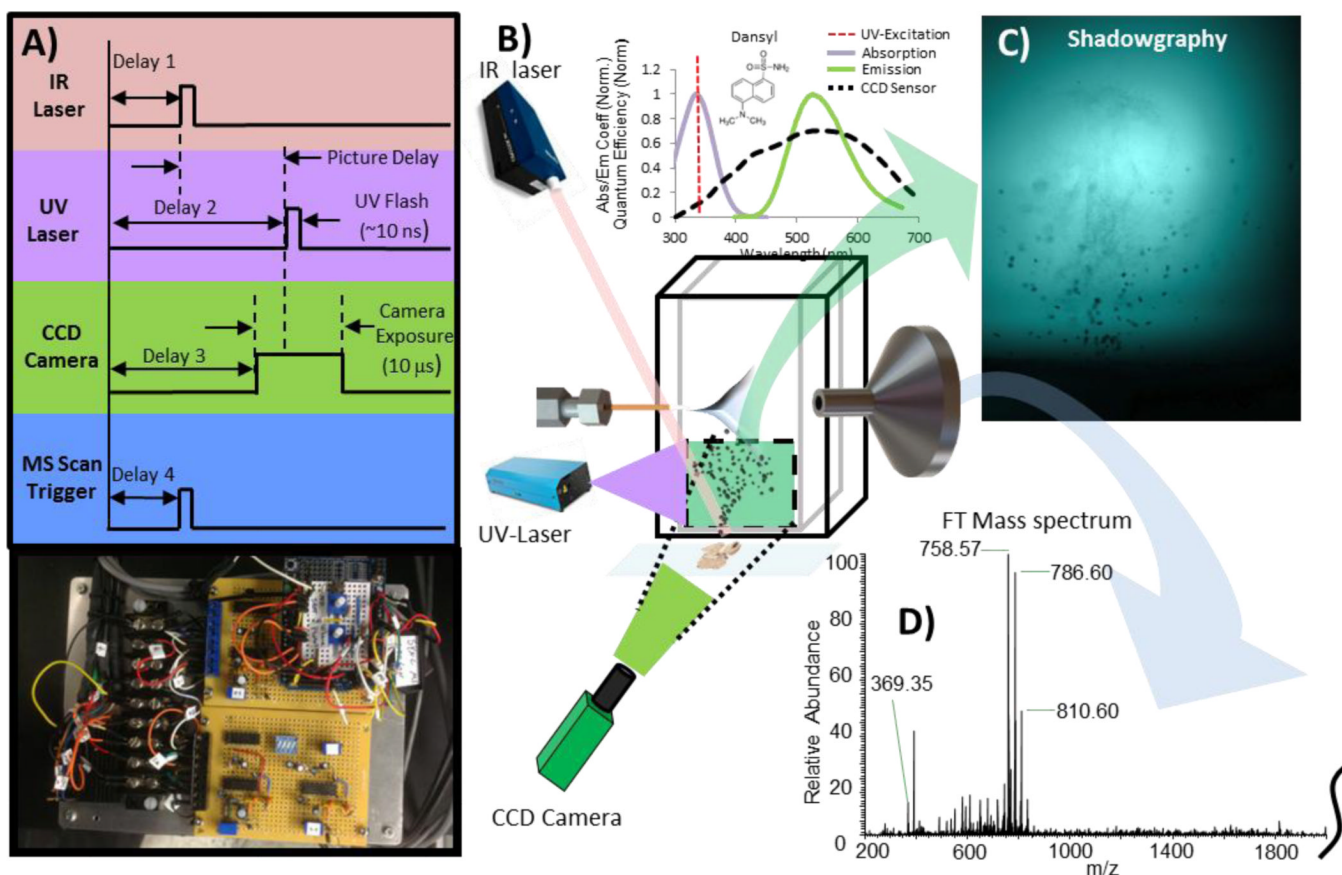 A)
IR
Laser
Delay 1
Picture Delay
UV
Laser
Delay 2
UV Flash
(~10 ns)
CCD
Camera
Delay 3
Camera
Exposure
(10 µs)
MS Scan
Trigger
Delay 4
B)
IR laser
Dansyl
O=S-NH₂
O
N
H₃C
CH₃
UV-Excitation
Absorption
Emission
CCD Sensor
Abs/Em Coeff (Norm.)
Quantum Efficiency (Norm)
1.2
1
0.8
0.6
0.4
0.2
0
300
400
500
600
700
Wavelength (nm)
UV-Laser
CCD Camera
C)
Shadowgraphy
FT Mass spectrum
D)
758.57
786.60
810.60
369.35
Relative Abundance
100
80
60
40
20
0
200
600
1000
1400
1800
m/z